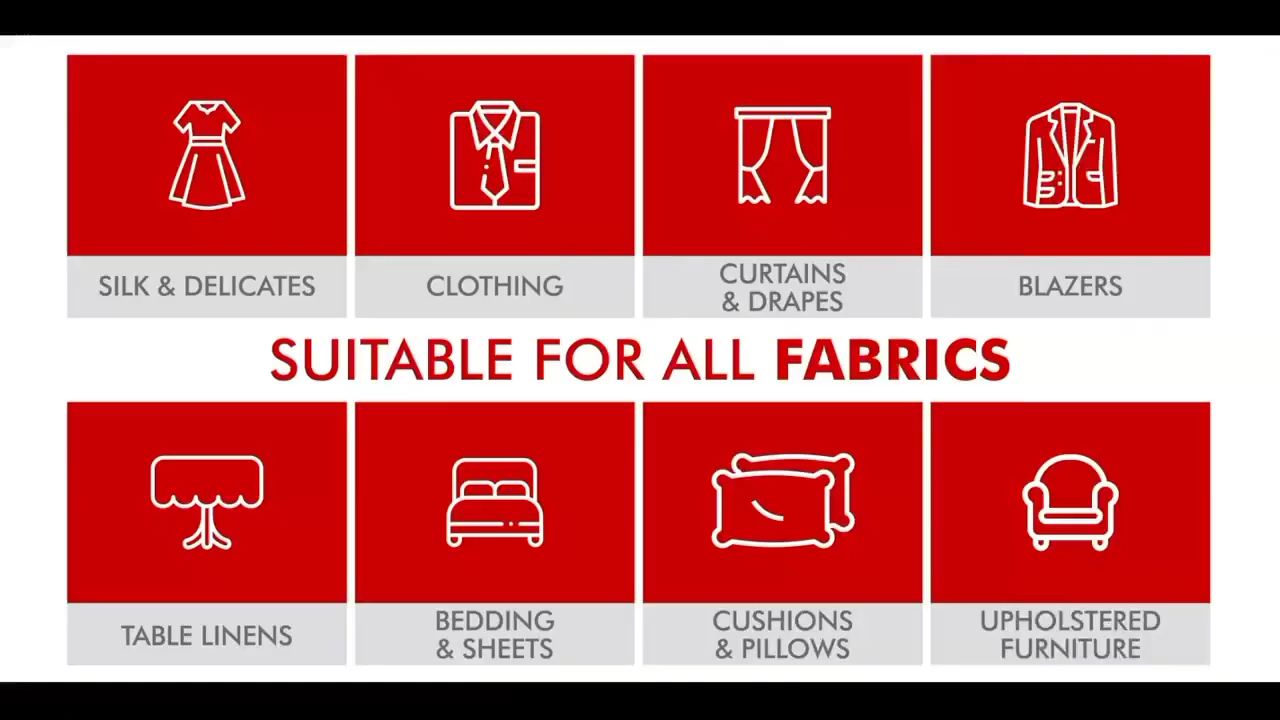 SILK & DELICATES
CLOTHING
CURTAINS
& DRAPES
BLAZERS
SUITABLE FOR ALL FABRICS
TABLE LINENS
BEDDING
& SHEETS
CUSHIONS
& PILLOWS
UPHOLSTERED
FURNITURE